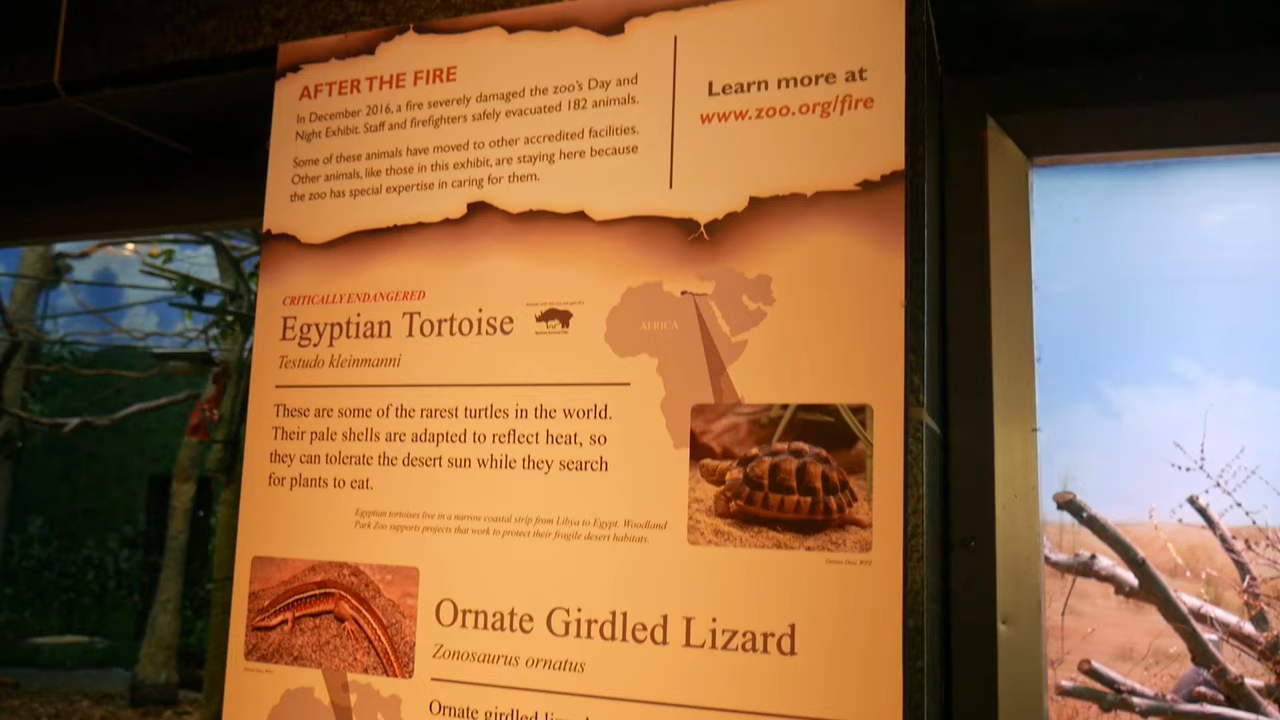 AFTER THE FIRE
In December 2016, a fire severely damaged the zoo's Day and
Night Exhibit. Staff and firefighters safely evacuated 182 animals.
Some of these animals have moved to other accredited facilities.
Other animals, like those in this exhibit, are staying here because
the zoo has special expertise in caring for them.
Learn more at
www.zoo.org/fire
CRITICALLY ENDANGERED
Egyptian Tortoise
Testudo kleinmanni
AFRICA
These are some of the rarest turtles in the world.
Their pale shells are adapted to reflect heat, so
they can tolerate the desert sun while they search
for plants to eat.
Egyptian tortoises live in a narrow coastal strip from Libya to Egypt. Woodland
Park Zoo supports projects that work to protect their fragile desert habitats.
Ornate Girdled Lizard
Zonosaurus ornatus
Ornate girdled